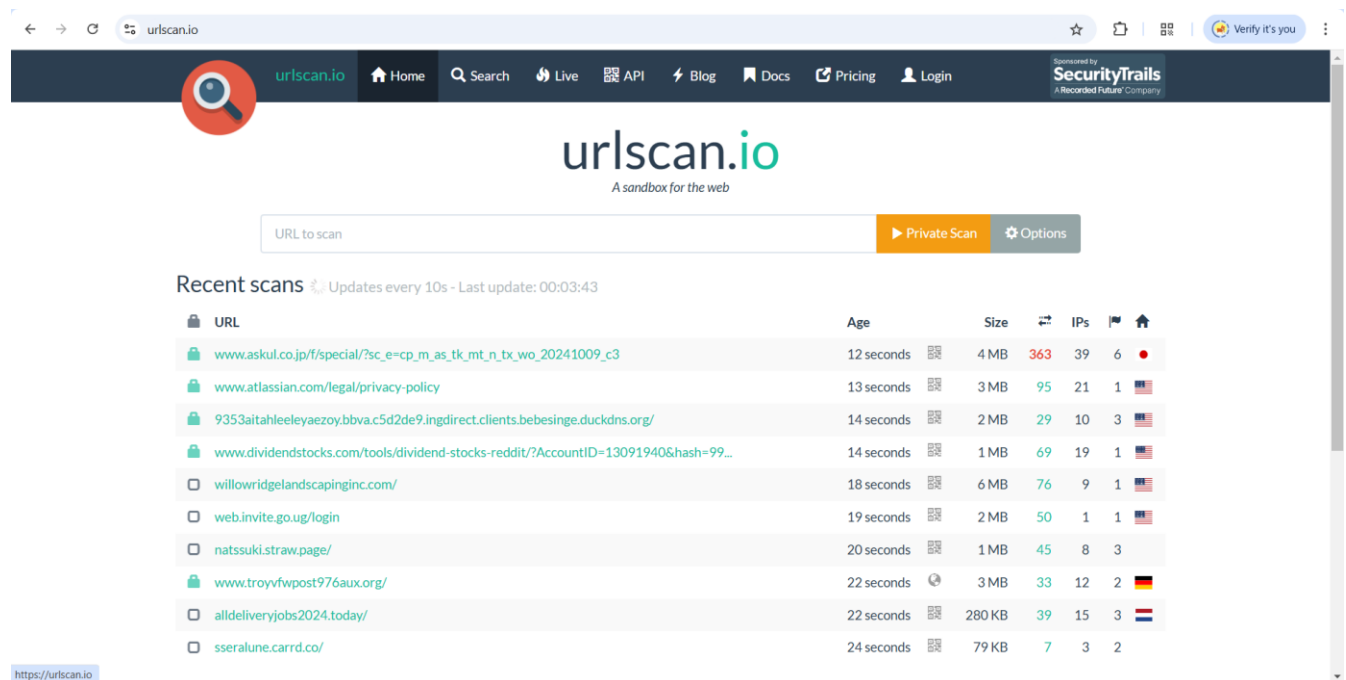 urlscan.io
Verify it's you
urlscan.io Home Search Live API Blog Docs Pricing Login
Sponsored by
SecurityTrails
A Recorded Future® Company
urlscan.io
A sandbox for the web
URL to scan Private Scan Options
Recent scans Updates every 10s - Last update: 00:03:43
URL Age Size IPs
www.askul.co.jp/f/special/?sc_e=cp_m_as_tk_mt_n_tx_wo_20241009_c3 12 seconds 4 MB 363 39 6
www.atlassian.com/legal/privacy-policy 13 seconds 3 MB 95 21 1
9353aitahleeleyaezoy.bbva.c5d2de9.ingdirect.clients.bebesinge.duckdns.org/ 14 seconds 2 MB 29 10 3
www.dividendstocks.com/tools/dividend-stocks-reddit/?AccountID=13091940&hash=99... 14 seconds 1 MB 69 19 1
willowridgelandscapinginc.com/ 18 seconds 6 MB 76 9 1
web.invite.go.ug/login 19 seconds 2 MB 50 1 1
natssuki.straw.page/ 20 seconds 1 MB 45 8 3
www.troyvfwpost976aux.org/ 22 seconds 3 MB 33 12 2
alldeliveryjobs2024.today/ 22 seconds 280 KB 39 15 3
sseralune.carrd.co/ 24 seconds 79 KB 7 3 2
https://urlscan.io